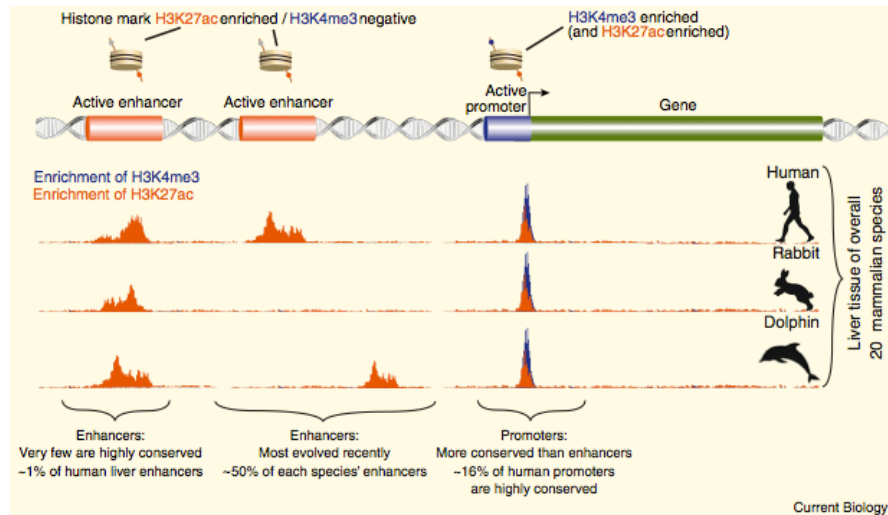 Histone mark H3K27ac enriched / H3K4me3 negative
H3K4me3 enriched
(and H3K27ac enriched)
Active enhancer
Active enhancer
Active
promoter
Gene
Enrichment of H3K4me3
Enrichment of H3K27ac
Human
Rabbit
Dolphin
Liver tissue of overall
20 mammalian species
Enhancers:
Very few are highly conserved
~1% of human liver enhancers
Enhancers:
Most evolved recently
~50% of each species' enhancers
Promoters:
More conserved than enhancers
~16% of human promoters
are highly conserved
Current Biology